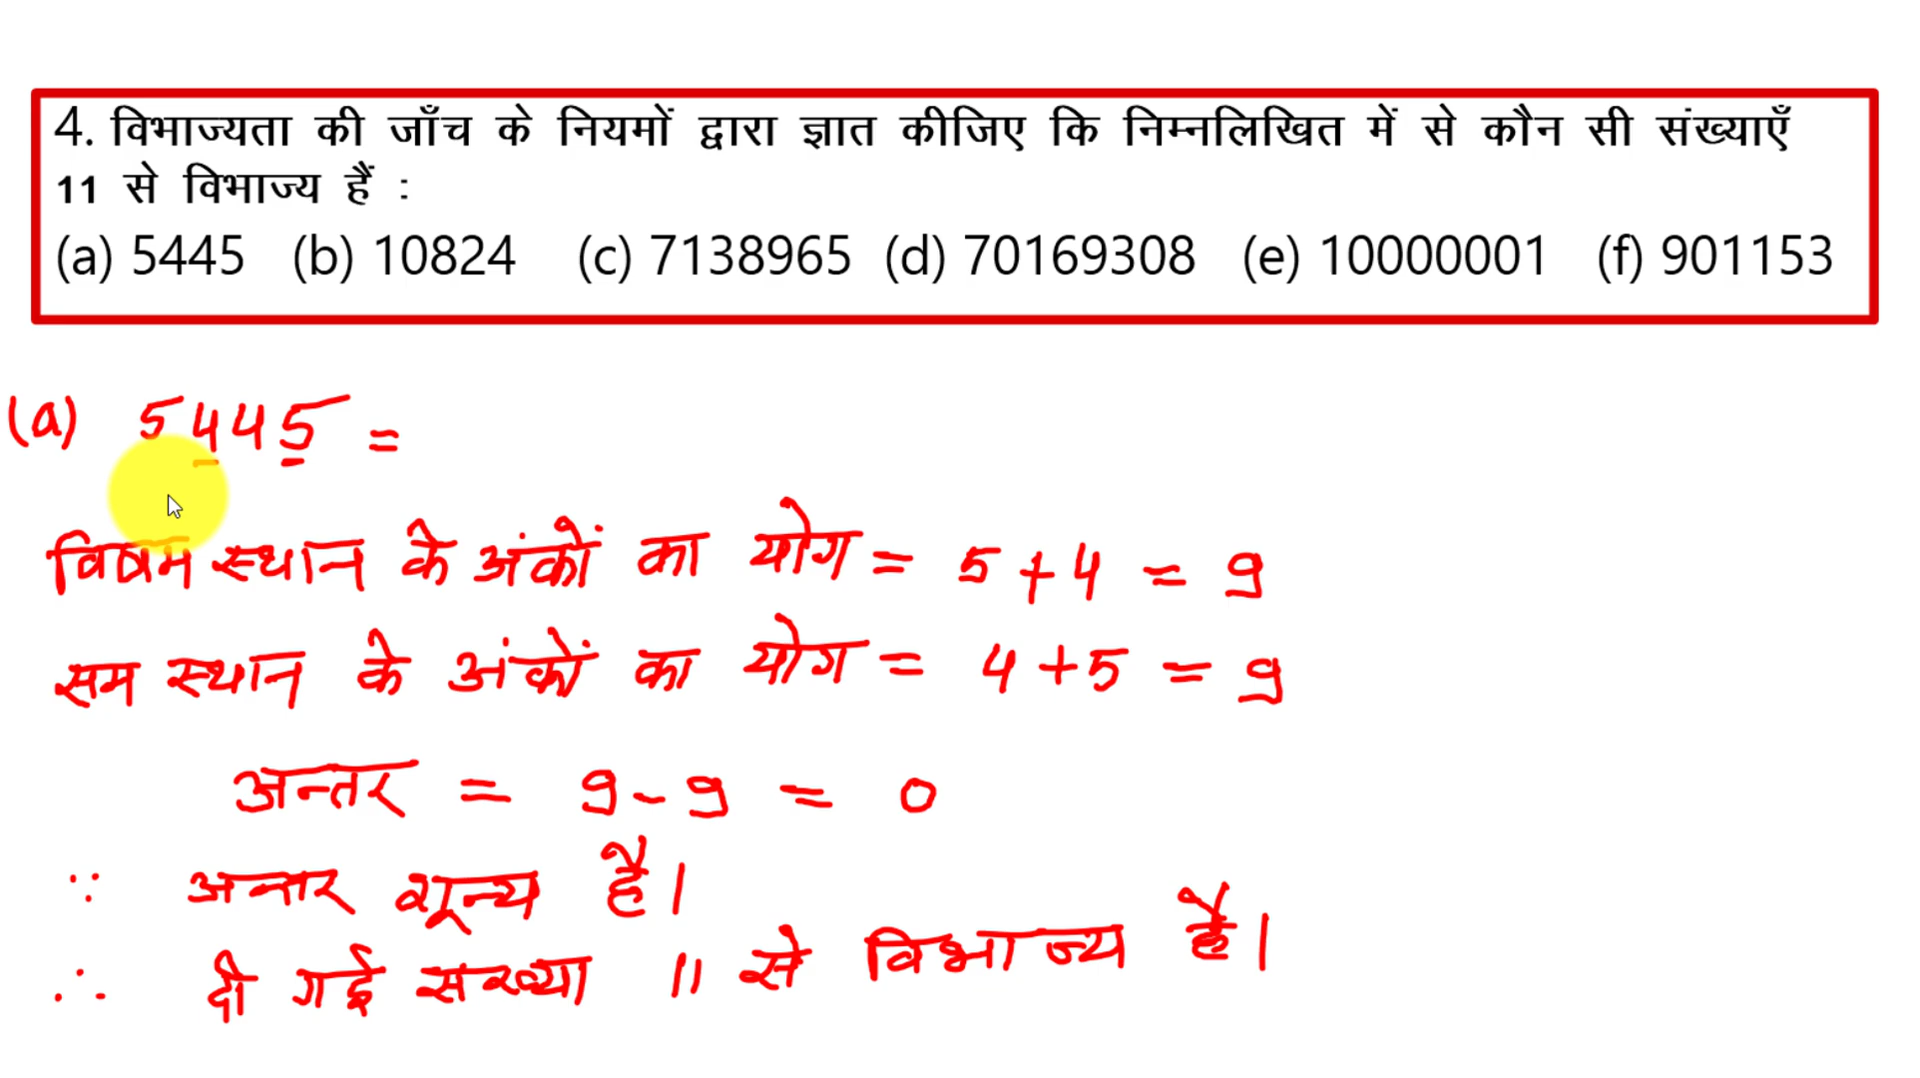 4. विभाज्यता की जाँच के नियमों द्वारा ज्ञात कीजिए कि निम्नलिखित में से कौन सी संख्याएँ
11 से विभाज्य हैं :
(a) 5445 (b) 10824 (c) 7138965 (d) 70169308 (e) 10000001 (f) 901153
(a) 5445 =
विषम स्थान के अंकों का योग = 5 + 4 = 9
सम स्थान के अंकों का योग = 4 + 5 = 9
अन्तर = 9 - 9 = 0
∵ अन्तर शून्य है।
∴ दी गई संख्या 11 से विभाज्य है।